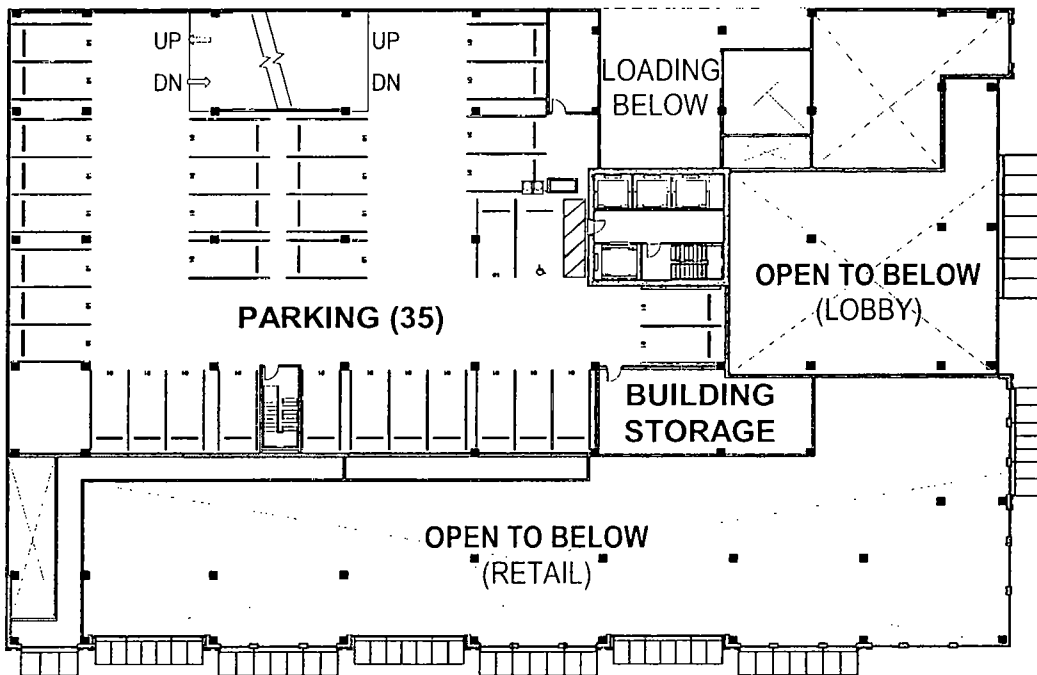 UP
UP
DN
DN
LOADING
BELOW
OPEN TO BELOW
(LOBBY)
PARKING (35)
BUILDING
STORAGE
OPEN TO BELOW
(RETAIL)